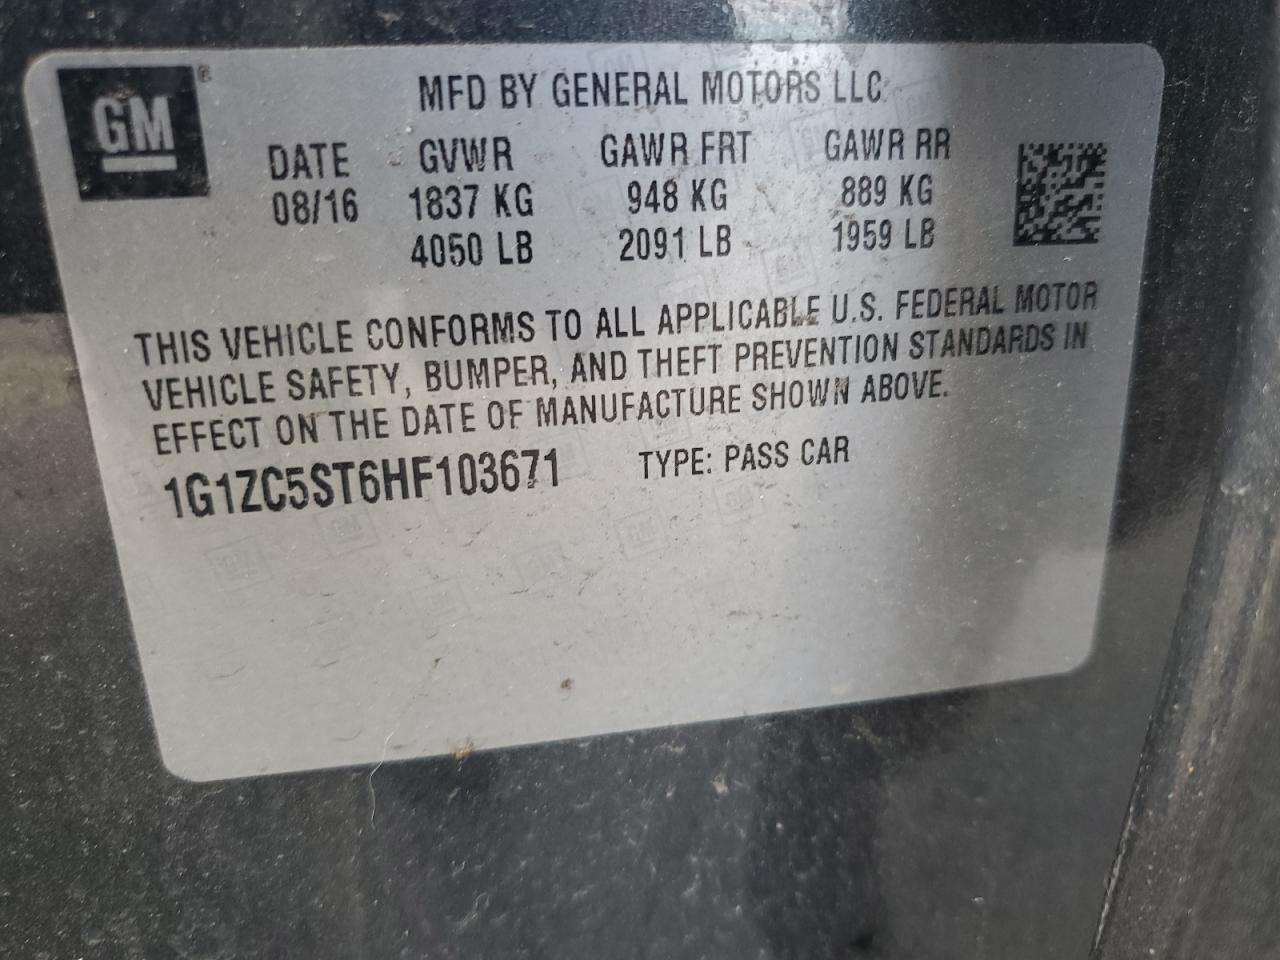 GM®
MFD BY GENERAL MOTORS LLC
DATE GVWR GAWR FRT GAWR RR
08/16 1837 KG 948 KG 889 KG
4050 LB 2091 LB 1959 LB
THIS VEHICLE CONFORMS TO ALL APPLICABLE U.S. FEDERAL MOTOR
VEHICLE SAFETY, BUMPER, AND THEFT PREVENTION STANDARDS IN
EFFECT ON THE DATE OF MANUFACTURE SHOWN ABOVE.
1G1ZC5ST6HF103671 TYPE: PASS CAR